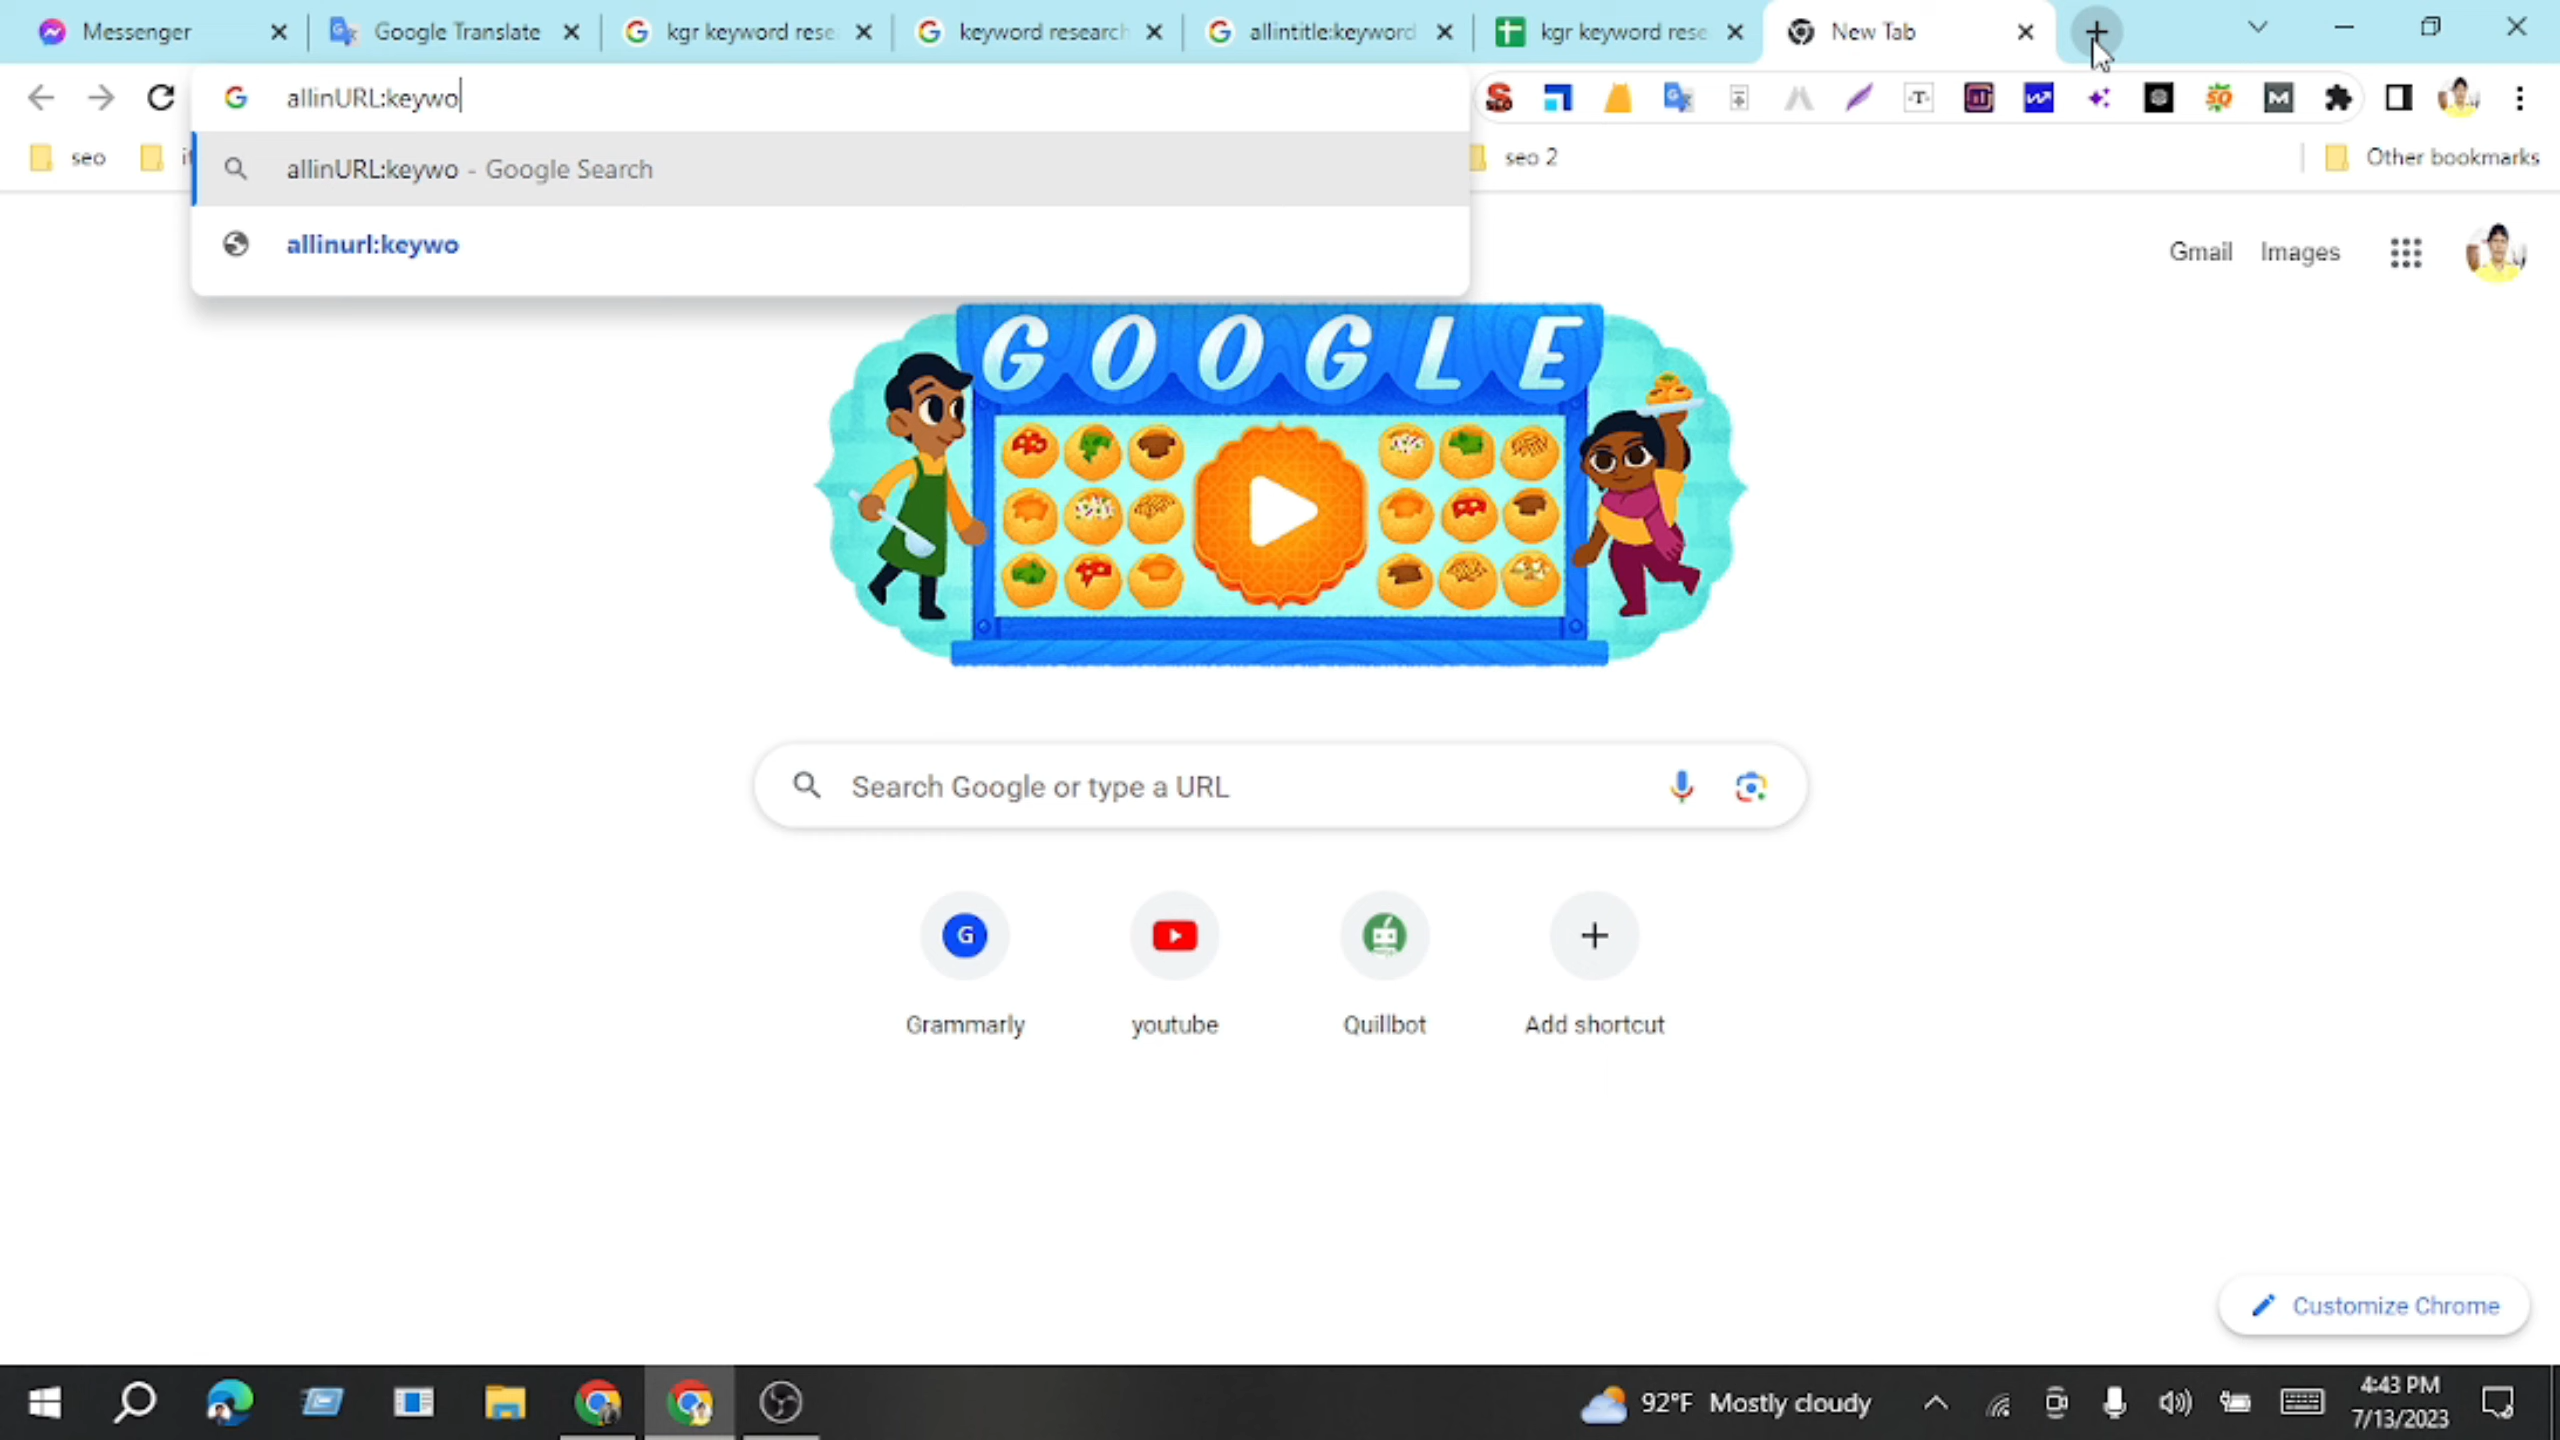 Messenger
Google Translate
kgr keyword rese
keyword research
allintitle:keyword
kgr keyword rese
New Tab
allinURL:keywo
seo
allinURL:keywo - Google Search
seo 2
Other bookmarks
allinurl:keywo
Gmail Images
GOOGLE
Search Google or type a URL
Grammarly
youtube
Quillbot
Add shortcut
Customize Chrome
92°F Mostly cloudy
4:43 PM
7/13/2023